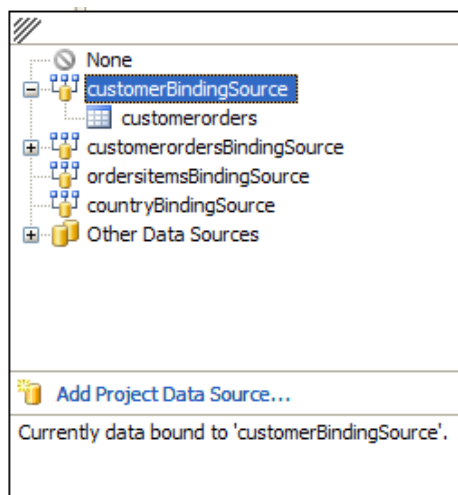 None
customerBindingSource
customerorders
customerordersBindingSource
ordersitemsBindingSource
countryBindingSource
Other Data Sources
Add Project Data Source...
Currently data bound to 'customerBindingSource'.